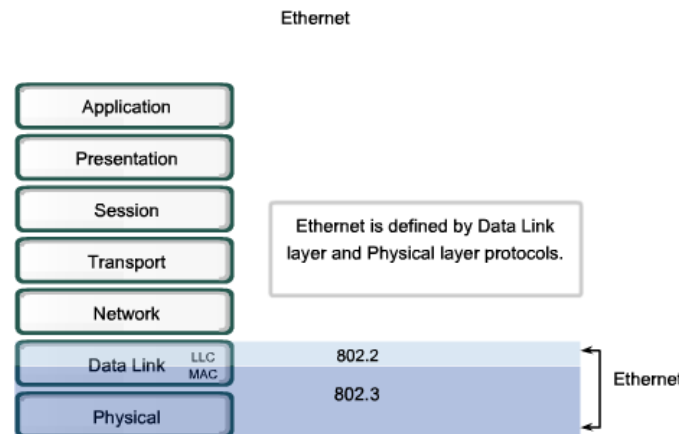 Ethernet
Application
Presentation
Session
Ethernet is defined by Data Link
layer and Physical layer protocols.
Transport
Network
Data Link
LLC
MAC
802.2
802.3
Ethernet
Physical